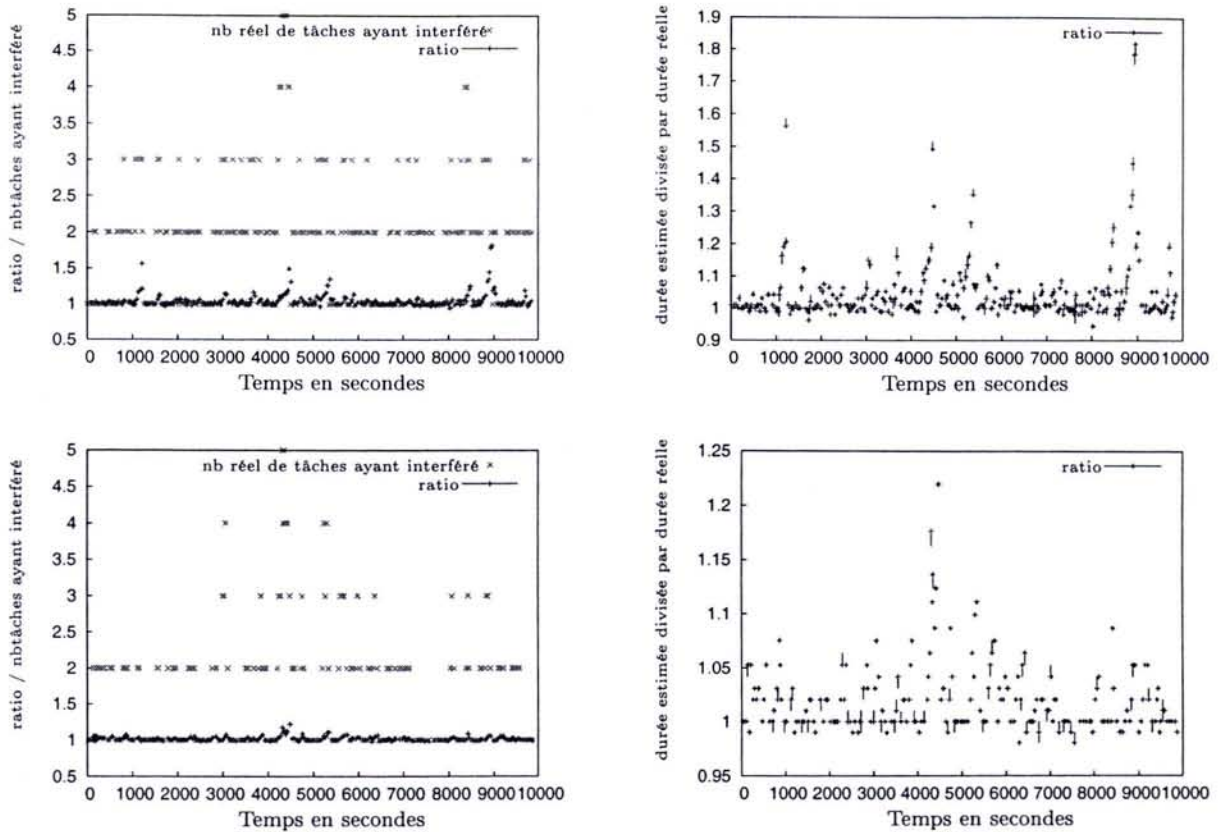 5
nb réel de tâches ayant interféré
4.5
ratio
4
3.5
3
2.5
2
1.5
1
0.5
0 1000 2000 3000 4000 5000 6000 7000 8000 9000 10000
ratio / nbtâches ayant interféré
Temps en secondes
1.9
ratio
1.8
1.7
1.6
1.5
1.4
1.3
1.2
1.1
1
0.9
0 1000 2000 3000 4000 5000 6000 7000 8000 9000 10000
durée estimée divisée par durée réelle
Temps en secondes
5
nb réel de tâches ayant interféré
4.5
ratio
4
3.5
3
2.5
2
1.5
1
0.5
0 1000 2000 3000 4000 5000 6000 7000 8000 9000 10000
ratio / nbtâches ayant interféré
Temps en secondes
1.25
ratio
1.2
1.15
1.1
1.05
1
0.95
0 1000 2000 3000 4000 5000 6000 7000 8000 9000 10000
durée estimée divisée par durée réelle
Temps en secondes